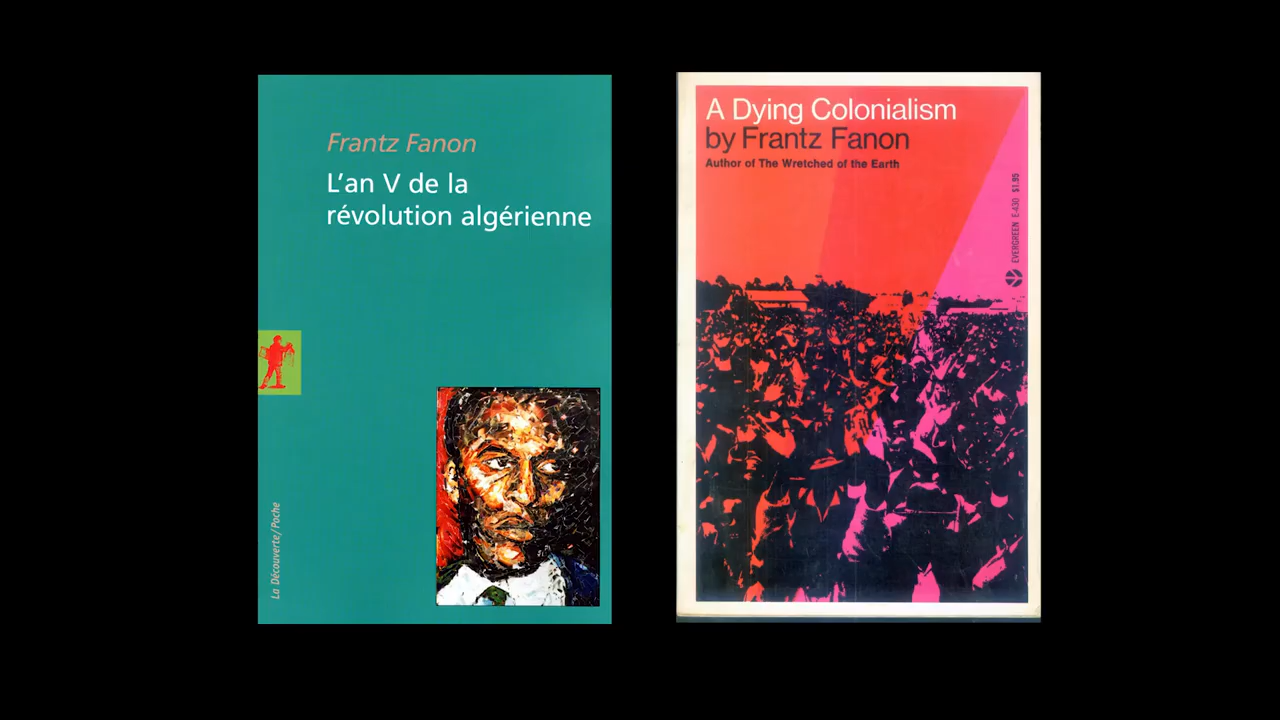 Frantz Fanon
L'an V de la
révolution algérienne
La Découverte/Poche
A Dying Colonialism
by Frantz Fanon
Author of The Wretched of the Earth
EVERGREEN E-430 $1.95